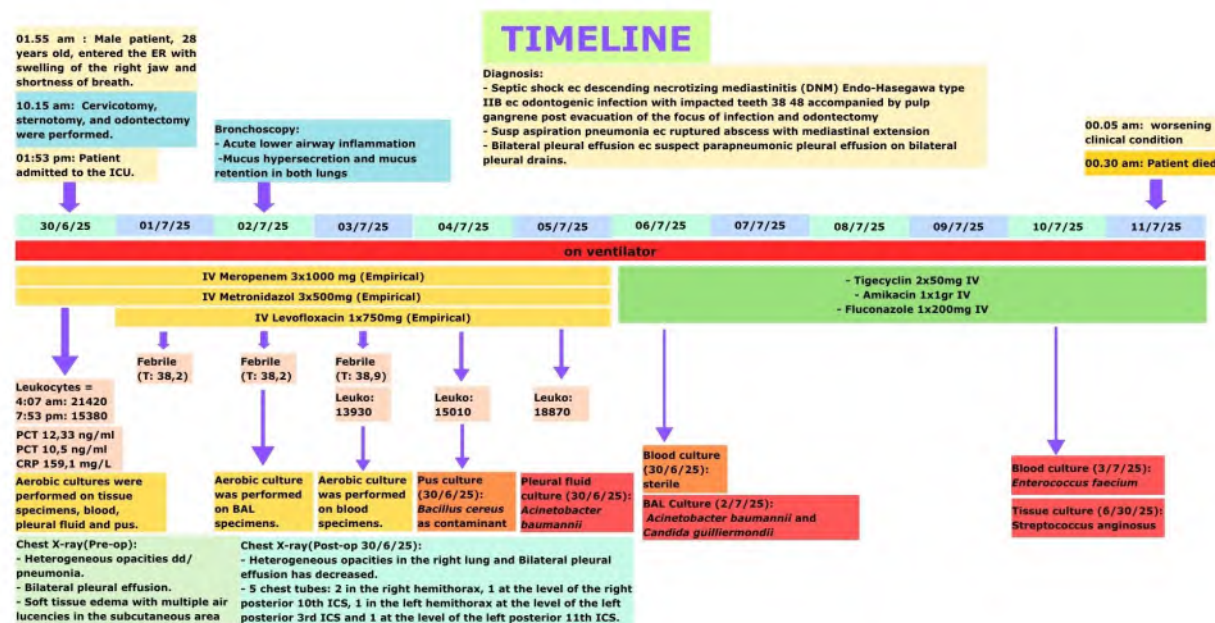 TIMELINE
01.55 am : Male patient, 28
years old, entered the ER with
swelling of the right jaw and
shortness of breath.
10.15 am: Cervicotomy,
sternotomy, and odontectomy
were performed.
01:53 pm: Patient
admitted to the ICU.
Bronchoscopy:
- Acute lower airway inflammation
-Mucus hypersecretion and mucus
retention in both lungs
Diagnosis:
- Septic shock ec descending necrotizing mediastinitis (DNM) Endo-Hasegawa type
IIB ec odontogenic infection with impacted teeth 38 48 accompanied by pulp
gangrene post evacuation of the focus of infection and odontectomy
- Susp aspiration pneumonia ec ruptured abscess with mediastinal extension
- Bilateral pleural effusion ec suspect parapneumonic pleural effusion on bilateral
pleural drains.
00.05 am: worsening
clinical condition
00.30 am: Patient died
30/6/25 01/7/25 02/7/25 03/7/25 04/7/25 05/7/25 06/7/25 07/7/25 08/7/25 09/7/25 10/7/25 11/7/25
on ventilator
IV Meropenem 3x1000 mg (Empirical)
IV Metronidazol 3x500mg (Empirical)
IV Levofloxacin 1x750mg (Empirical)
- Tigecyclin 2x50mg IV
- Amikacin 1x1gr IV
- Fluconazole 1x200mg IV
Leukocytes =
4:07 am: 21420
7:53 pm: 15380
PCT 12,33 ng/ml
PCT 10,5 ng/ml
CRP 159,1 mg/L
Aerobic cultures were
performed on tissue
specimens, blood,
pleural fluid and pus.
Febrile
(T: 38,2)
Febrile
(T: 38,2)
Aerobic culture
was performed
on BAL
specimens.
Febrile
(T: 38,9)
Leuko:
13930
Aerobic culture
was performed
on blood
specimens.
Leuko:
15010
Pus culture
(30/6/25):
Bacillus cereus
as contaminant
Leuko:
18870
Pleural fluid
culture (30/6/25):
Acinetobacter
baumannii
Blood culture
(30/6/25):
sterile
BAL Culture (2/7/25):
Acinetobacter baumannii and
Candida guilliermondii
Blood culture (3/7/25):
Enterococcus faecium
Tissue culture (6/30/25):
Streptococcus anginosus
Chest X-ray(Pre-op):
- Heterogeneous opacities dd/
pneumonia.
- Bilateral pleural effusion.
- Soft tissue edema with multiple air
lucencies in the subcutaneous area
Chest X-ray(Post-op 30/6/25):
- Heterogeneous opacities in the right lung and Bilateral pleural
effusion has decreased.
- 5 chest tubes: 2 in the right hemithorax, 1 at the level of the right
posterior 10th ICS, 1 in the left hemithorax at the level of the left
posterior 3rd ICS and 1 at the level of the left posterior 11th ICS.